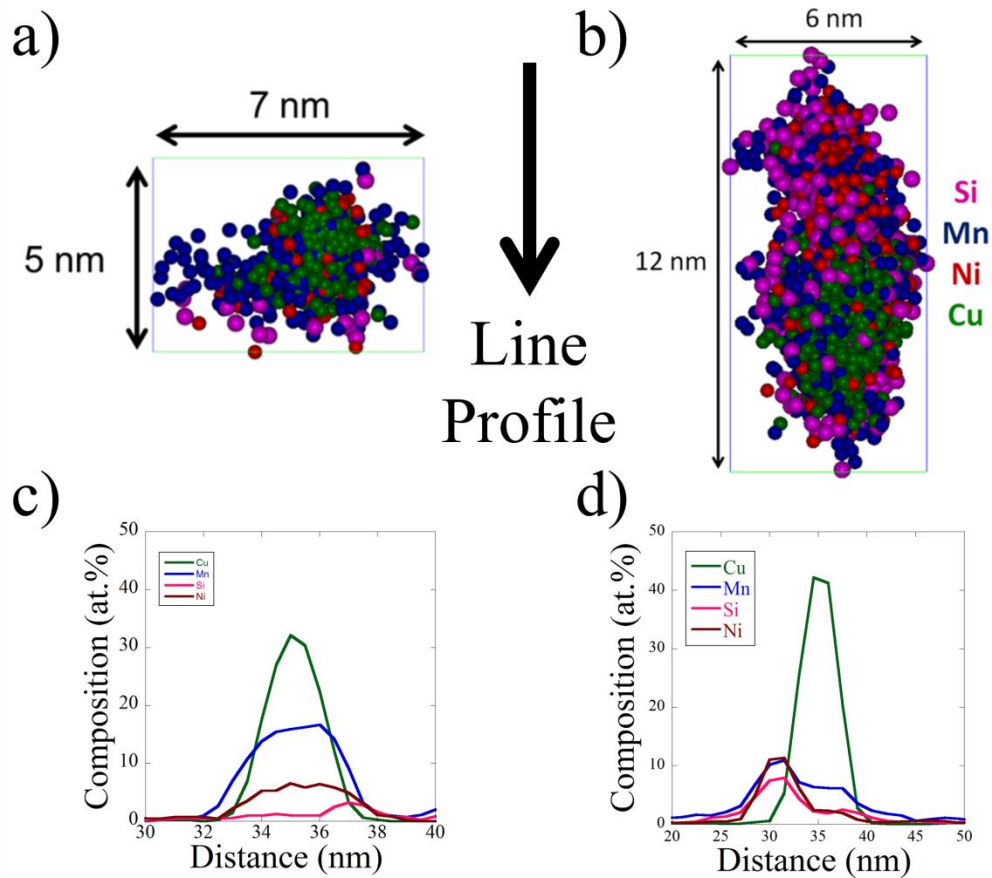 a)
7 nm
5 nm
Line
Profile
b)
6 nm
12 nm
Si
Mn
Ni
Cu
c)
50
40
30
20
10
0
Composition (at.%)
Cu
Mn
Si
Ni
30
32
34
36
38
40
Distance (nm)
d)
50
40
30
20
10
0
Composition (at.%)
Cu
Mn
Si
Ni
20
25
30
35
40
45
50
Distance (nm)